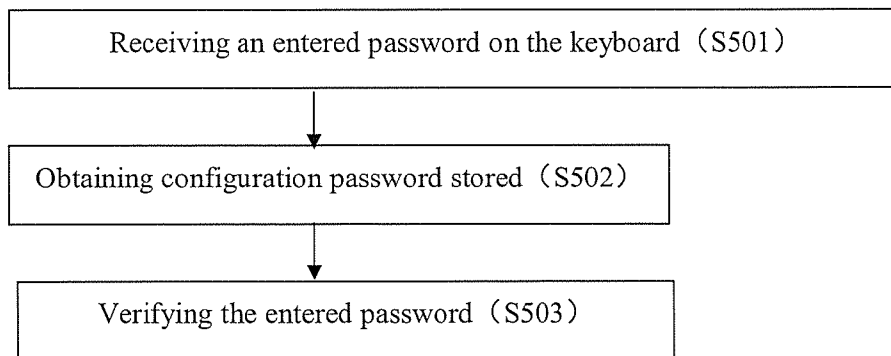 Receiving an entered password on the keyboard（S501）
Obtaining configuration password stored（S502）
Verifying the entered password（S503）